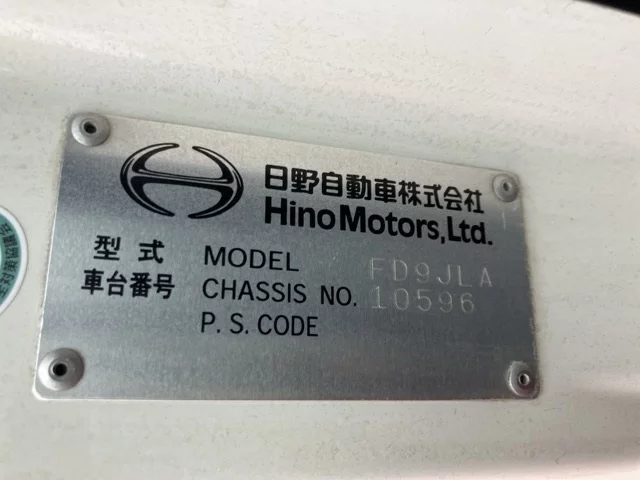 日野自動車株式会社
Hino Motors, Ltd.
型式 MODEL FD9JLA
車台番号 CHASSIS NO. 10596
P. S. CODE